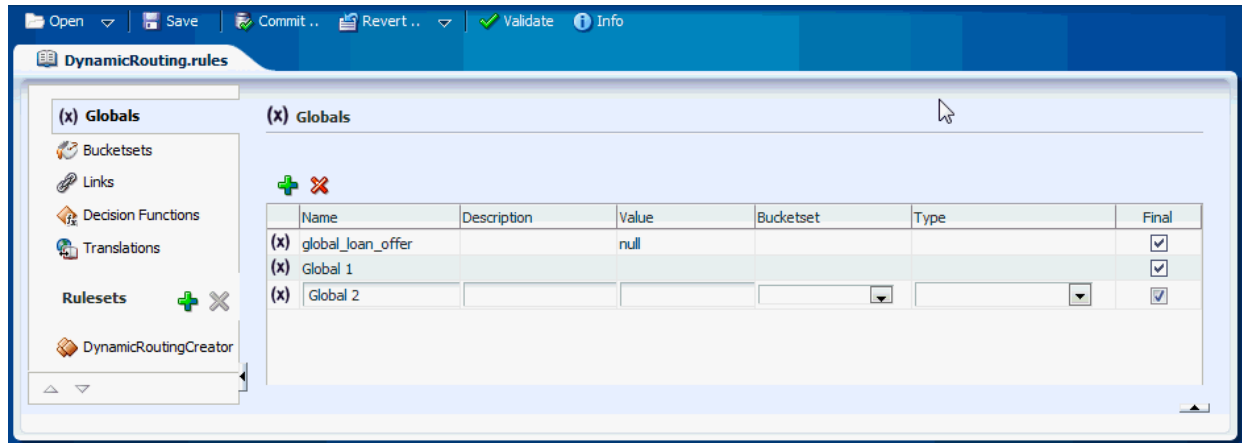 Open Save Commit .. Revert .. Validate Info
DynamicRouting.rules
(x) Globals
Bucketsets
Links
Decision Functions
Translations
Rulesets
DynamicRoutingCreator
(x) Globals
Name Description Value Bucketset Type Final
(x) global_loan_offer null
(x) Global 1
(x) Global 2